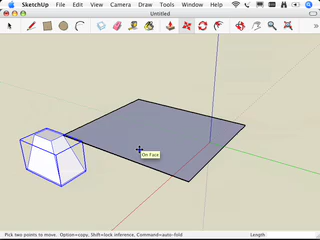 SketchUp File Edit View Camera Draw Tools Window Help
Untitled
On Face
Pick two points to move. Option=copy, Shift=lock inference, Command=auto-fold Length